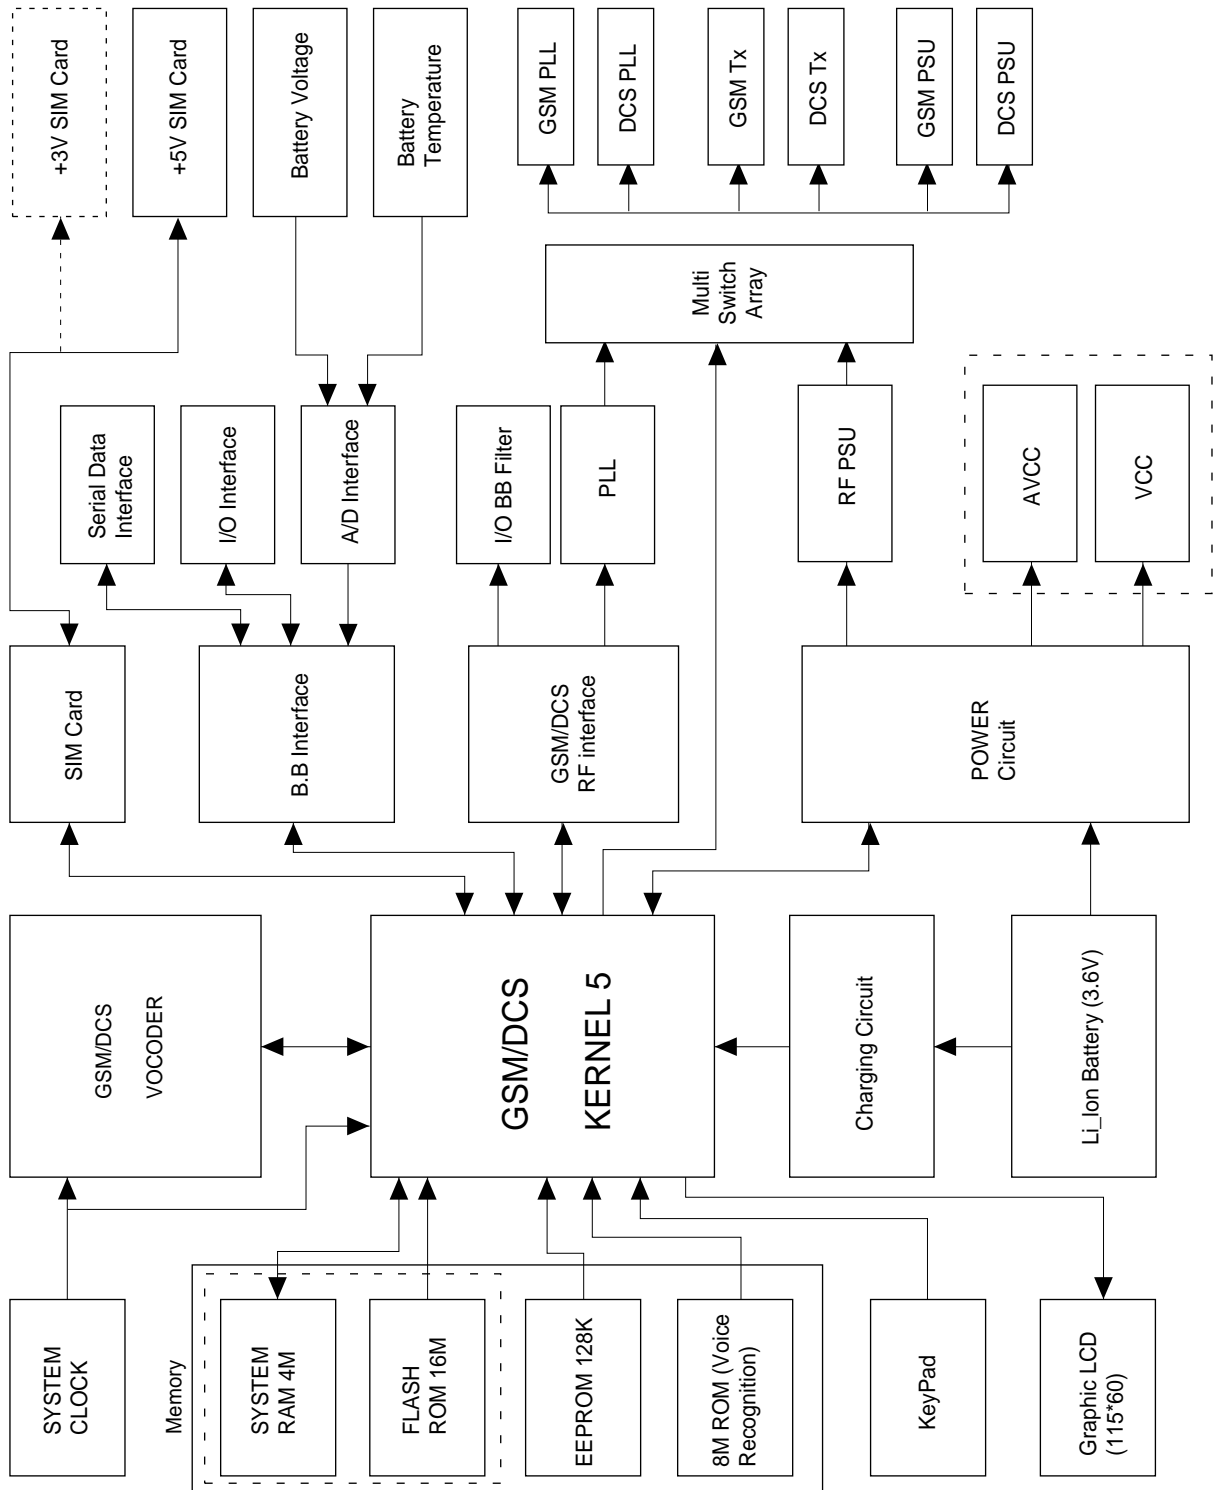 SYSTEM
CLOCK
Memory
SYSTEM
RAM 4M
FLASH
ROM 16M
EEPROM 128K
8M ROM (Voice
Recognition)
KeyPad
Graphic LCD
(115*60)
GSM/DCS
VOCODER
GSM/DCS
KERNEL 5
Charging Circuit
Li_Ion Battery (3.6V)
SIM Card
B.B Interface
GSM/DCS
RF interface
POWER
Circuit
Serial Data
Interface
I/O Interface
A/D Interface
I/O BB Filter
PLL
RF PSU
AVCC
VCC
+3V SIM Card
+5V SIM Card
Battery Voltage
Battery
Temperature
Multi
Switch
Array
GSM PLL
DCS PLL
GSM Tx
DCS Tx
GSM PSU
DCS PSU